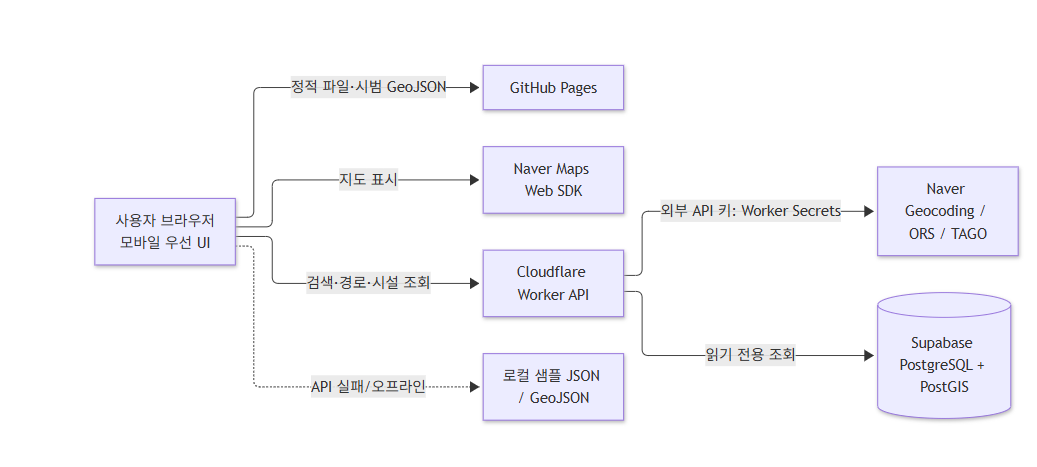 정적 파일·시범 GeoJSON
GitHub Pages
지도 표시
Naver Maps
Web SDK
사용자 브라우저
모바일 우선 UI
외부 API 키: Worker Secrets
Naver
Geocoding /
ORS / TAGO
검색·경로·시설 조회
Cloudflare
Worker API
읽기 전용 조회
Supabase
PostgreSQL +
PostGIS
API 실패/오프라인
로컬 샘플 JSON
/ GeoJSON